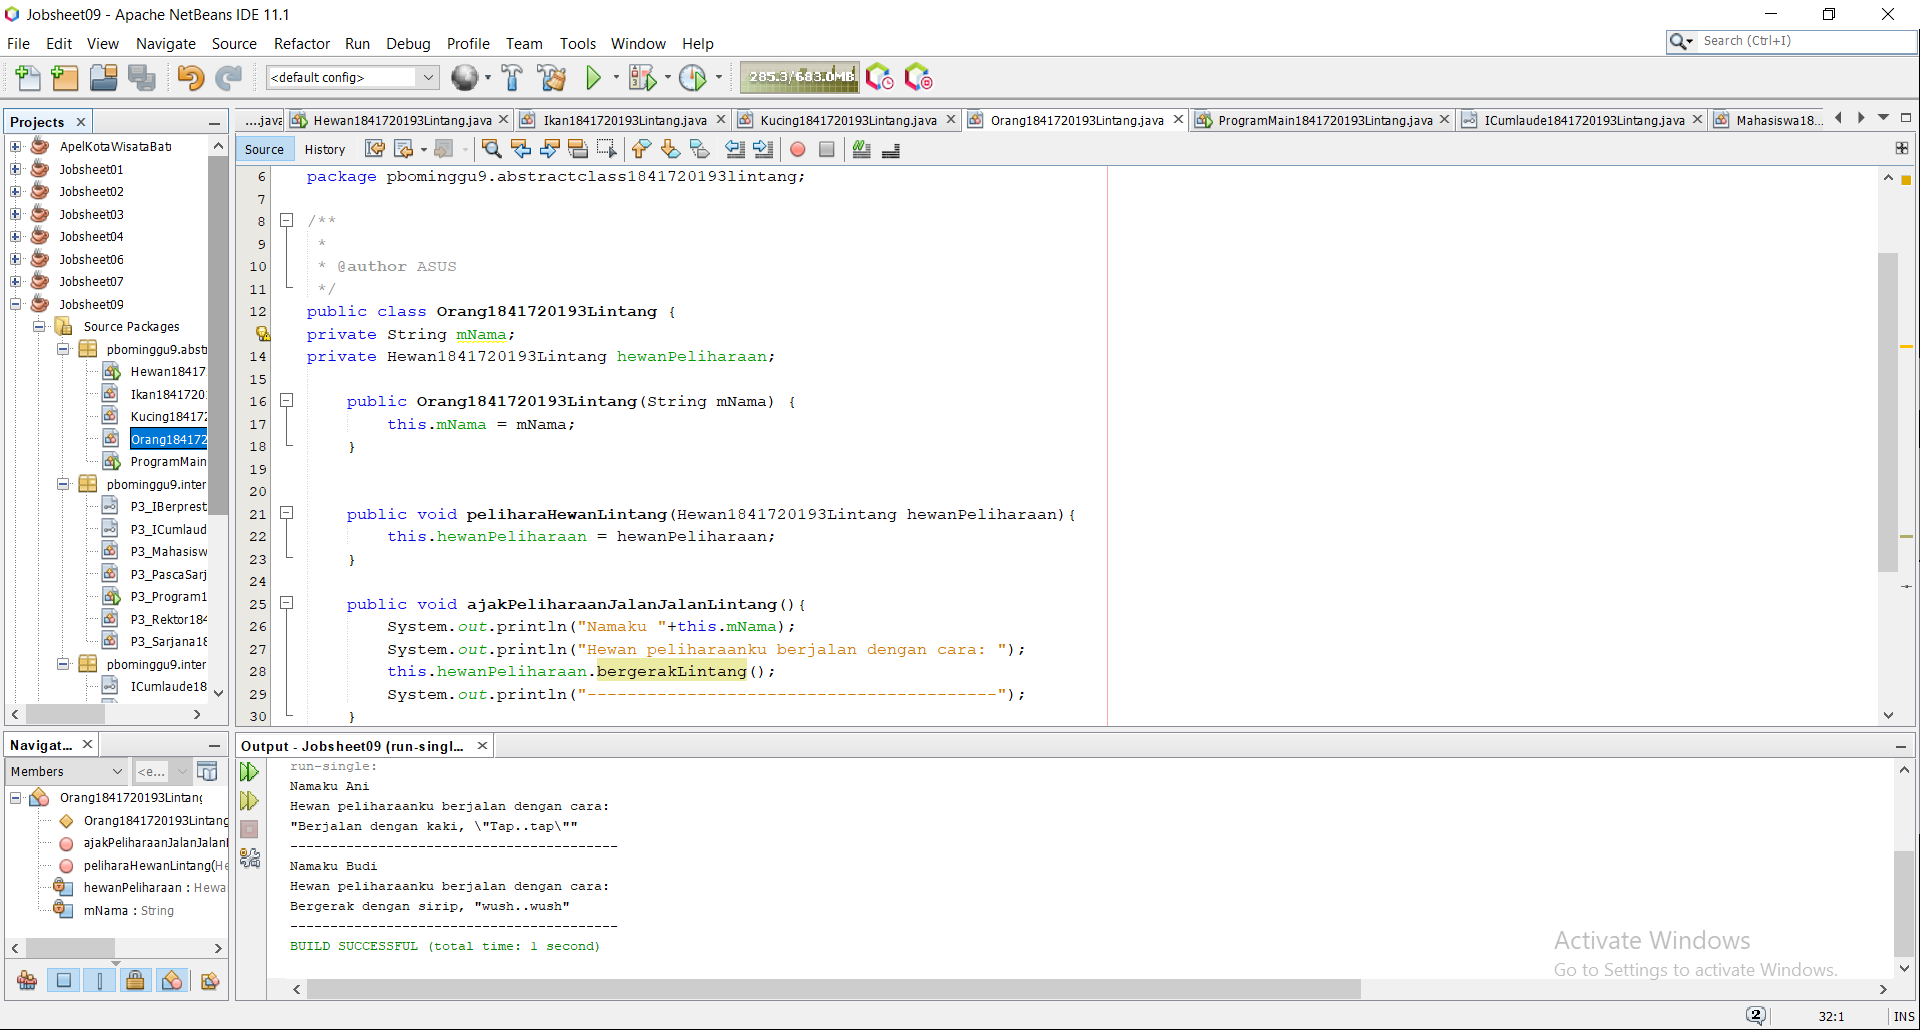 Jobsheet09 - Apache NetBeans IDE 11.1
File Edit View Navigate Source Refactor Run Debug Profile Team Tools Window Help
Search (Ctrl+I)
<default config>
285.3/683.0MB
Projects
....java
Hewan1841720193Lintang.java
Ikan1841720193Lintang.java
Kucing1841720193Lintang.java
Orang1841720193Lintang.java
ProgramMain1841720193Lintang.java
ICumlaude1841720193Lintang.java
Mahasiswa18...
Source History
ApelKotaWisataBatu
Jobsheet01
Jobsheet02
Jobsheet03
Jobsheet04
Jobsheet06
Jobsheet07
Jobsheet09
Source Packages
pbominggu9.abst
Hewan18417
Ikan1841720
Kucing18417
Orang184172
ProgramMain
pbominggu9.inter
P3_IBerprest
P3_ICumlaud
P3_Mahasisw
P3_PascaSarj
P3_Program1
P3_Rektor184
P3_Sarjana18
pbominggu9.inter
ICumlaude18
6 package pbominggu9.abstractclass1841720193lintang;
7
8 /**
9 *
10 * @author ASUS
11 */
12 public class Orang1841720193Lintang {
private String mNama;
14 private Hewan1841720193Lintang hewanPeliharaan;
15
16 public Orang1841720193Lintang(String mNama) {
17 this.mNama = mNama;
18 }
19
20
21 public void peliharaHewanLintang(Hewan1841720193Lintang hewanPeliharaan){
22 this.hewanPeliharaan = hewanPeliharaan;
23 }
24
25 public void ajakPeliharaanJalanJalanLintang(){
26 System.out.println("Namaku "+this.mNama);
27 System.out.println("Hewan peliharaanku berjalan dengan cara: ");
28 this.hewanPeliharaan.bergerakLintang();
29 System.out.println("-----------------------------------------");
30 }
Navigat...
Members
<e...
Orang1841720193Lintang
Orang1841720193Lintang
ajakPeliharaanJalanJalanl
peliharaHewanLintang(He
hewanPeliharaan : Hewa
mNama : String
Output - Jobsheet09 (run-singl...
run-single:
Namaku Ani
Hewan peliharaanku berjalan dengan cara:
"Berjalan dengan kaki, \"Tap..tap\""
-----------------------------------------
Namaku Budi
Hewan peliharaanku berjalan dengan cara:
Bergerak dengan sirip, "wush..wush"
-----------------------------------------
BUILD SUCCESSFUL (total time: 1 second)
Activate Windows
Go to Settings to activate Windows.
2
32:1
INS